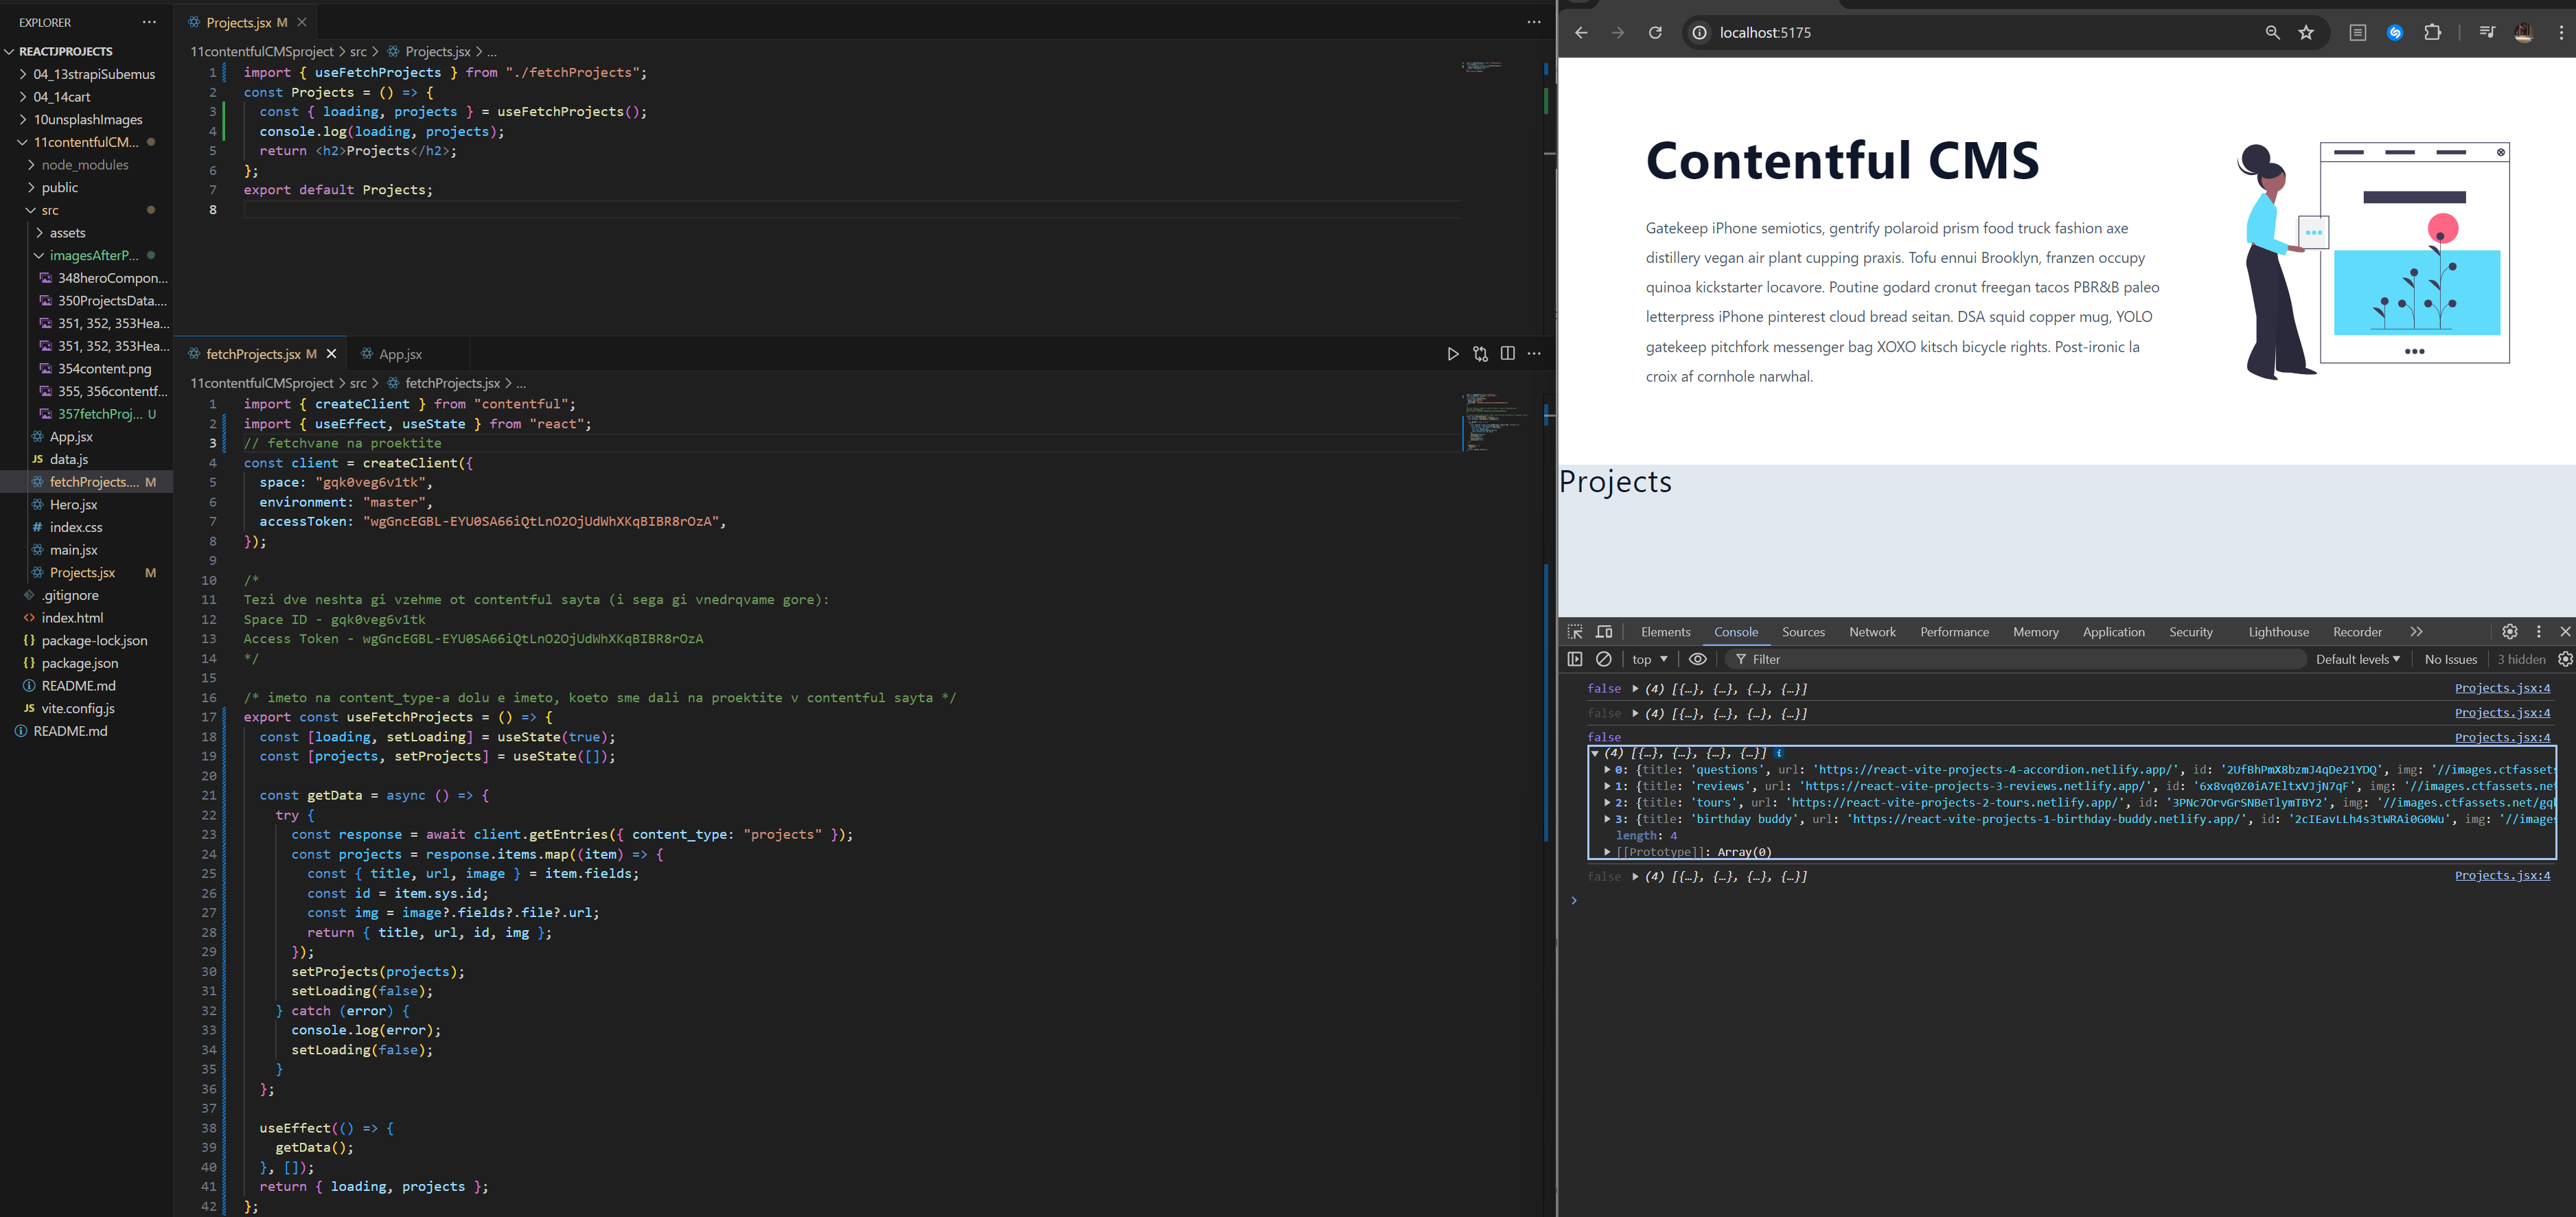 EXPLORER
REACTJPROJECTS
04_13strapiSubemus
04_14cart
10unsplashImages
11contentfulCM...
node_modules
public
src
assets
imagesAfterP...
348heroCompon...
350ProjectsData....
351, 352, 353Hea...
351, 352, 353Hea...
354content.png
355, 356contentf...
357fetchProj... U
App.jsx
JS data.js
fetchProjects.... M
Hero.jsx
# index.css
main.jsx
Projects.jsx M
.gitignore
<> index.html
{} package-lock.json
{} package.json
README.md
JS vite.config.js
README.md
Projects.jsx M
11contentfulCMSproject > src > Projects.jsx > ...
1 import { useFetchProjects } from "./fetchProjects";
2 const Projects = () => {
3 const { loading, projects } = useFetchProjects();
4 console.log(loading, projects);
5 return <h2>Projects</h2>;
6 };
7 export default Projects;
8
fetchProjects.jsx M App.jsx
11contentfulCMSproject > src > fetchProjects.jsx > ...
1 import { createClient } from "contentful";
2 import { useEffect, useState } from "react";
3 // fetchvane na proektite
4 const client = createClient({
5 space: "gqk0veg6v1tk",
6 environment: "master",
7 accessToken: "wgGncEGBL-EYU0SA66iQtLnO2OjUdWhXKqBIBR8rOzA",
8 });
9
10 /*
11 Tezi dve neshta gi vzehme ot contentful sayta (i sega gi vnedrqvame gore):
12 Space ID - gqk0veg6v1tk
13 Access Token - wgGncEGBL-EYU0SA66iQtLnO2OjUdWhXKqBIBR8rOzA
14 */
15
16 /* imeto na content_type-a dolu e imeto, koeto sme dali na proektite v contentful sayta */
17 export const useFetchProjects = () => {
18 const [loading, setLoading] = useState(true);
19 const [projects, setProjects] = useState([]);
20
21 const getData = async () => {
22 try {
23 const response = await client.getEntries({ content_type: "projects" });
24 const projects = response.items.map((item) => {
25 const { title, url, image } = item.fields;
26 const id = item.sys.id;
27 const img = image?.fields?.file?.url;
28 return { title, url, id, img };
29 });
30 setProjects(projects);
31 setLoading(false);
32 } catch (error) {
33 console.log(error);
34 setLoading(false);
35 }
36 };
37
38 useEffect(() => {
39 getData();
40 }, []);
41 return { loading, projects };
42 };
localhost:5175
Contentful CMS
Gatekeep iPhone semiotics, gentrify polaroid prism food truck fashion axe
distillery vegan air plant cupping praxis. Tofu ennui Brooklyn, franzen occupy
quinoa kickstarter locavore. Poutine godard cronut freegan tacos PBR&B paleo
letterpress iPhone pinterest cloud bread seitan. DSA squid copper mug, YOLO
gatekeep pitchfork messenger bag XOXO kitsch bicycle rights. Post-ironic la
croix af cornhole narwhal.
Projects
Elements Console Sources Network Performance Memory Application Security Lighthouse Recorder
top Filter Default levels No Issues 3 hidden
false (4) [{…}, {…}, {…}, {…}] Projects.jsx:4
false (4) [{…}, {…}, {…}, {…}] Projects.jsx:4
false Projects.jsx:4
(4) [{…}, {…}, {…}, {…}] i
0: {title: 'questions', url: 'https://react-vite-projects-4-accordion.netlify.app/', id: '2UfBhPmX8bzmJ4qDe21YDQ', img: '//images.ctfassets
1: {title: 'reviews', url: 'https://react-vite-projects-3-reviews.netlify.app/', id: '6x8vq0Z0iA7EltxVJjN7qF', img: '//images.ctfassets.net
2: {title: 'tours', url: 'https://react-vite-projects-2-tours.netlify.app/', id: '3PNc7OrvGrSNBeTlymTBY2', img: '//images.ctfassets.net/gql
3: {title: 'birthday buddy', url: 'https://react-vite-projects-1-birthday-buddy.netlify.app/', id: '2cIEavLLh4s3tWRAi0G0Wu', img: '//images
length: 4
[[Prototype]]: Array(0)
false (4) [{…}, {…}, {…}, {…}] Projects.jsx:4